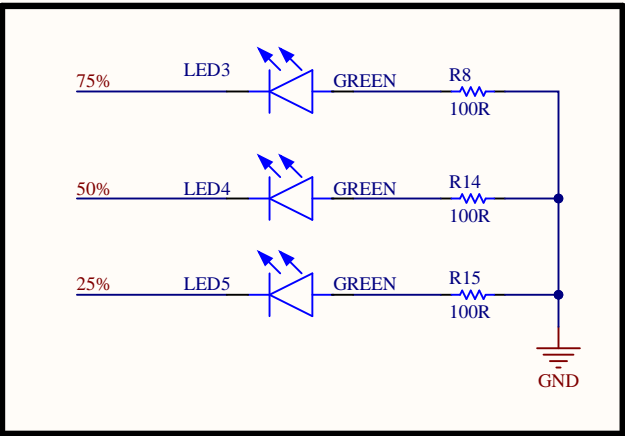 75%
LED3
GREEN
R8
100R
50%
LED4
GREEN
R14
100R
25%
LED5
GREEN
R15
100R
GND